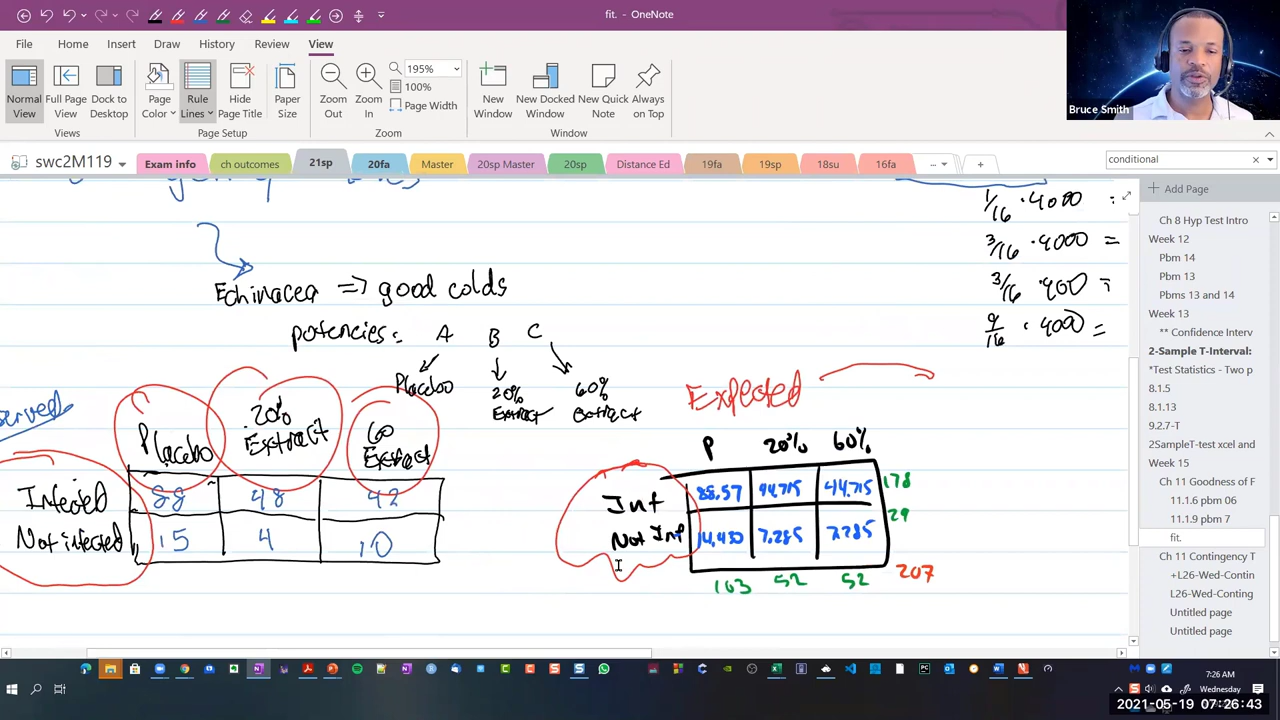 fit. - OneNote
File Home Insert Draw History Review View
Normal View
Full Page View
Dock to Desktop
Page Color
Rule Lines
Hide Page Title
Paper Size
Zoom Out
Zoom In
195%
100%
Page Width
New Window
New Docked Window
New Quick Note
Always on Top
Views
Page Setup
Zoom
Window
Bruce Smith
swc2M119
Exam info ch outcomes 21sp 20fa Master 20sp Master 20sp Distance Ed 19fa 19sp 18su 16fa
conditional
Add Page
Ch 8 Hyp Test Intro
Week 12
Pbm 14
Pbm 13
Pbms 13 and 14
Week 13
** Confidence Interv
2-Sample T-Interval:
*Test Statistics - Two p
8.1.5
8.1.13
9.2.7-T
2SampleT-test xcel and
Week 15
Ch 11 Goodness of F
11.1.6 pbm 06
11.1.9 pbm 7
fit.
Ch 11 Contingency T
+L26-Wed-Contin
L26-Wed-Conting
Untitled page
Untitled page
1/16 · 4000 =
3/16 · 4000 =
3/16 · 400 =
9/16 · 4000 =
Echinacea => good colds
potencies: A B C
Placebo
20% Extract
60% Extract
Placebo
20% Extract
60 Extract
Infected 88 48 42
Not infected 15 4 10
Expected
P 20% 60%
Inf 88.57 44.715 44.715 178
Not Inf 14.430 7.285 7.285 29
103 52 52 207
7:26 AM
Wednesday
2021-05-19 07:26:43